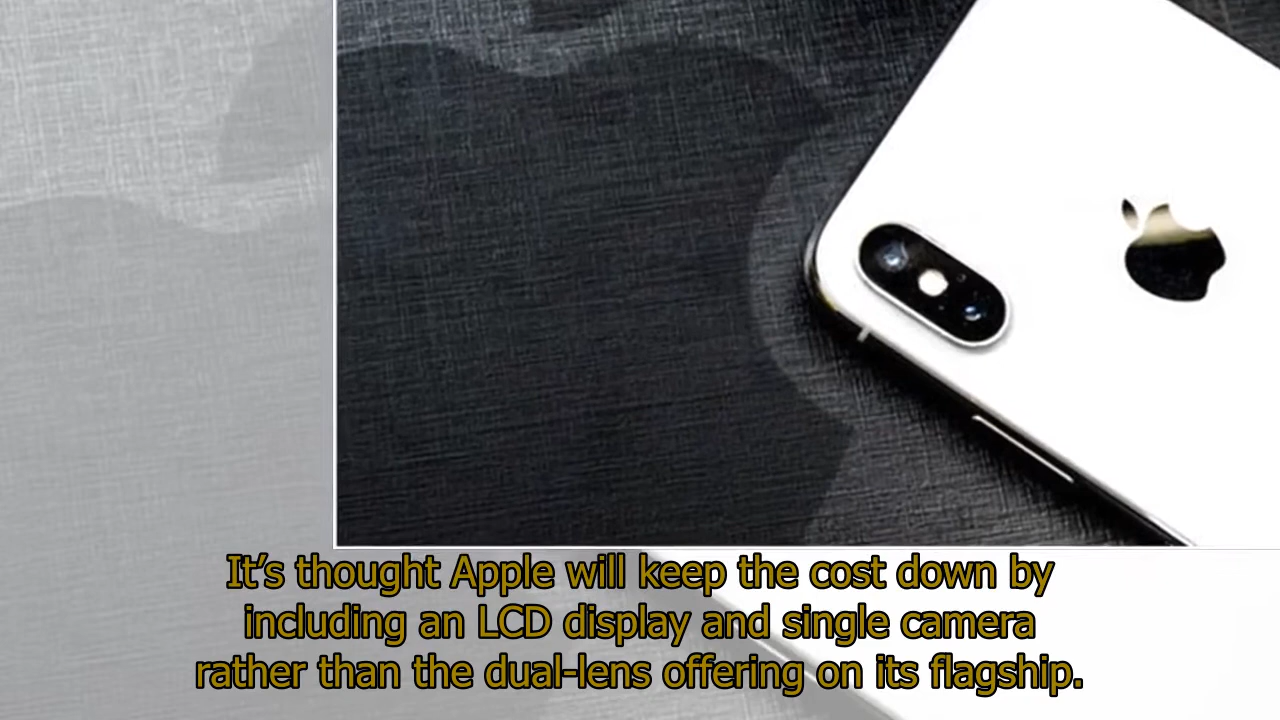 It’s thought Apple will keep the cost down by
including an LCD display and single camera
rather than the dual-lens offering on its flagship.